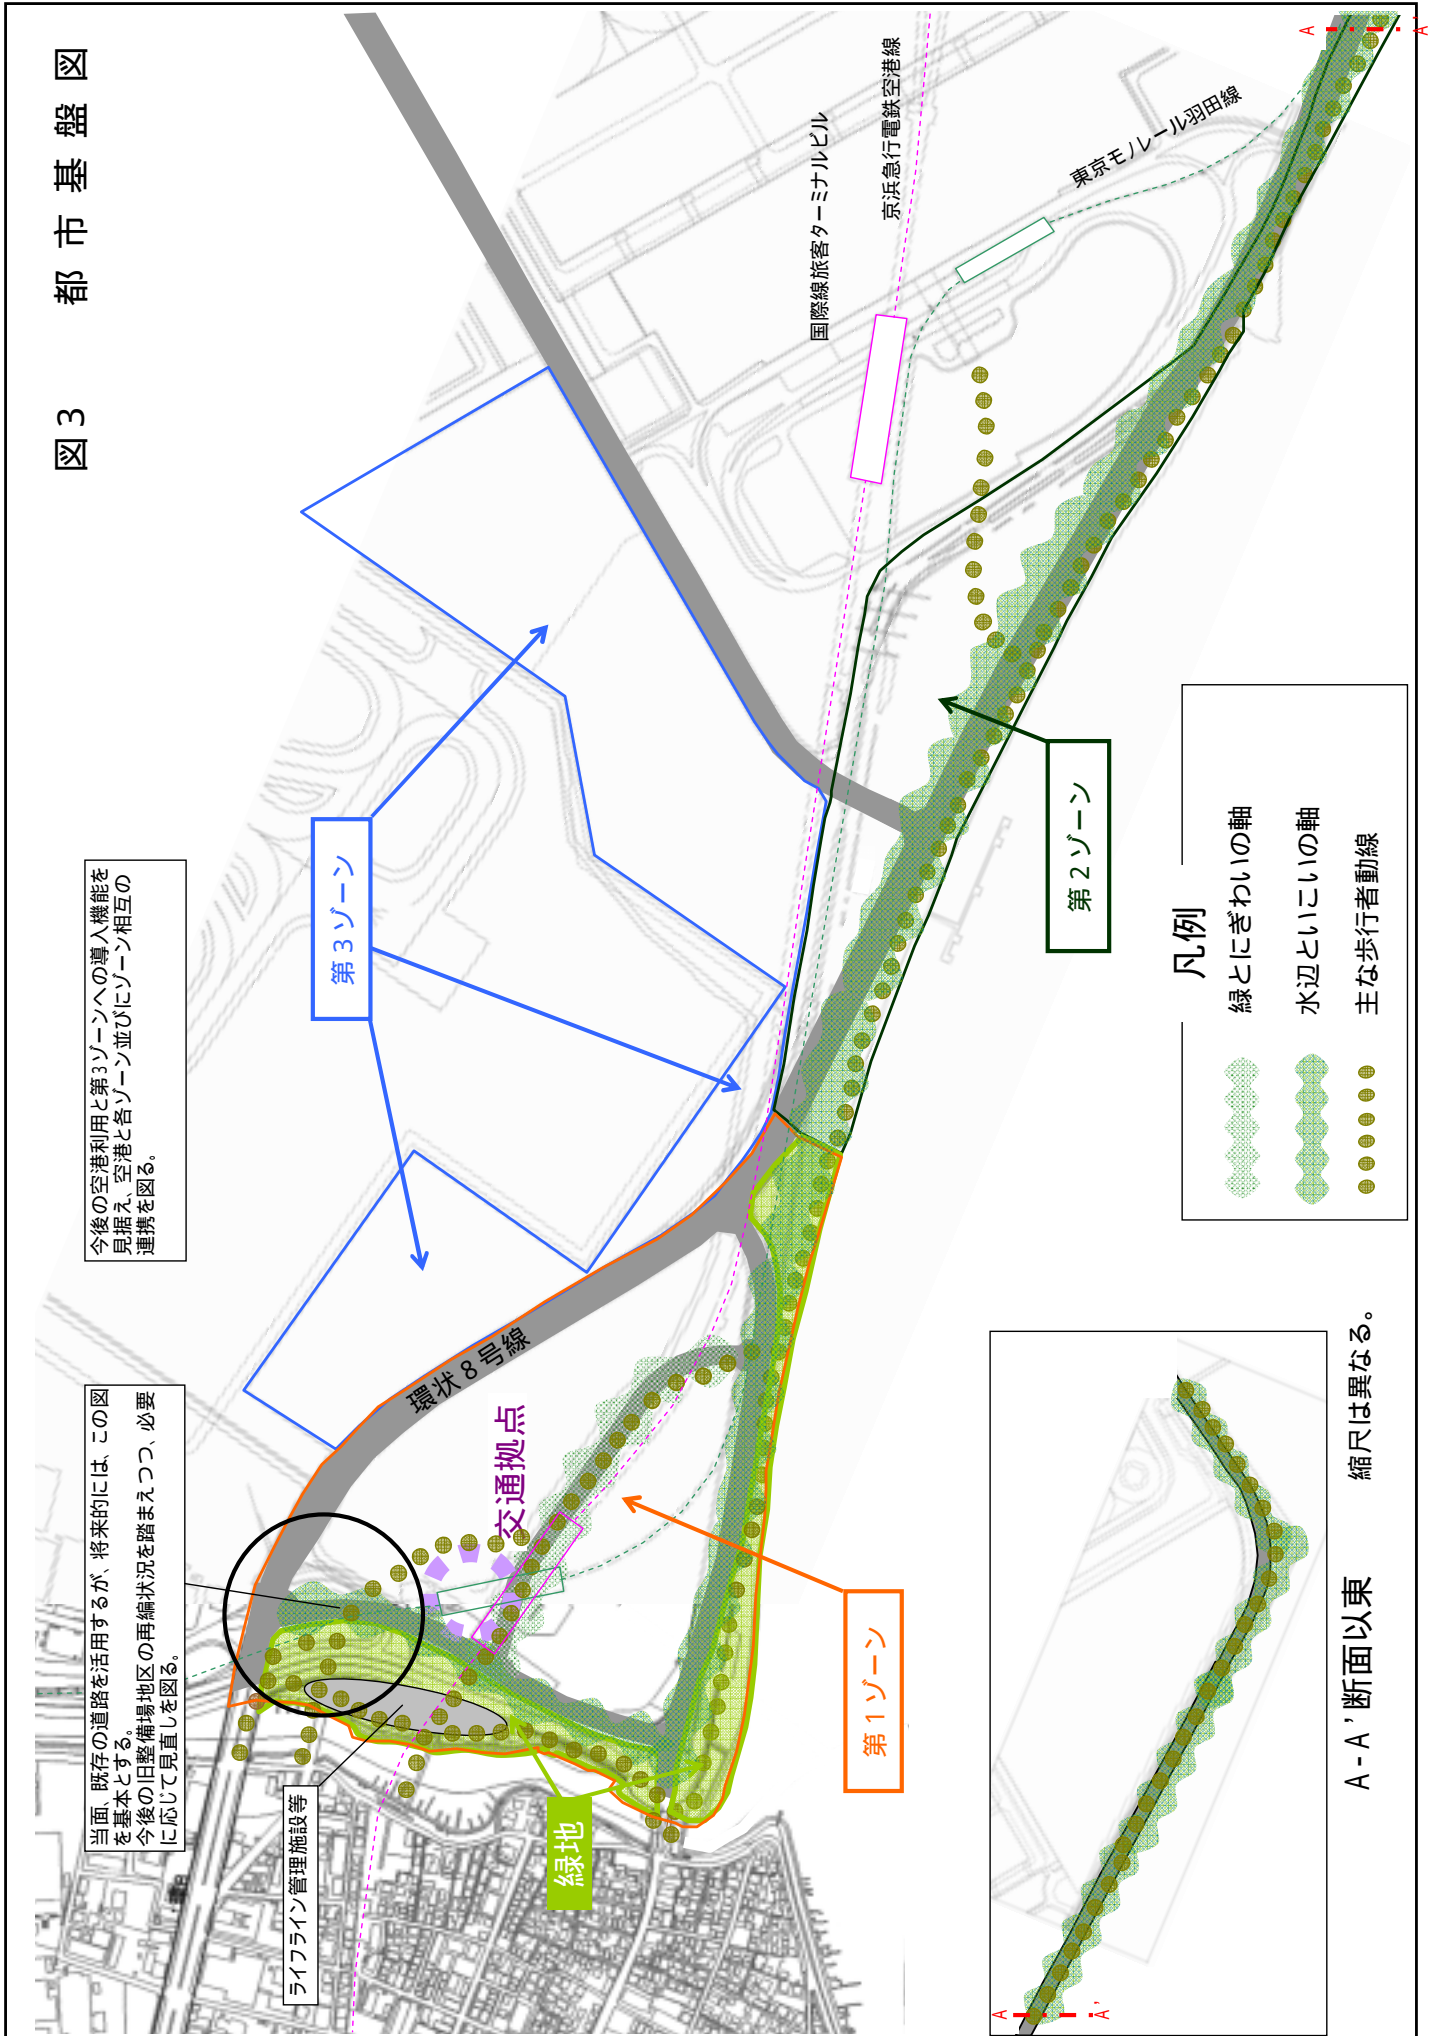 図３　都市基盤図
当面、既存の道路を活用するが、将来的には、この図
を基本とする。
今後の旧整備場地区の再編状況を踏まえつつ、必要
に応じて見直しを図る。
今後の空港利用と第3ゾーンへの導入機能を
見据え、空港と各ゾーン並びにゾーン相互の
連携を図る。
ライフライン管理施設等
第３ゾーン
環状８号線
交通拠点
緑地
第１ゾーン
第２ゾーン
国際線旅客ターミナルビル
京浜急行電鉄空港線
東京モノレール羽田線
A
A'
凡例
緑とにぎわいの軸
水辺といこいの軸
主な歩行者動線
A
A'
A-A'断面以東
縮尺は異なる。